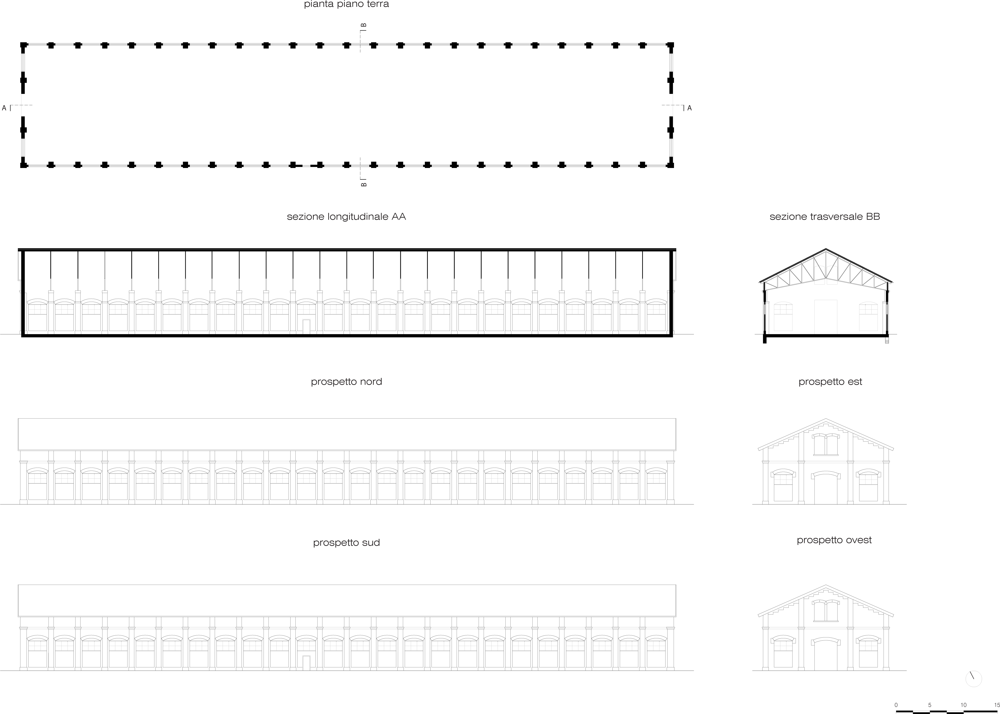 pianta piano terra
B
A
A
B
sezione longitudinale AA
sezione trasversale BB
prospetto nord
prospetto est
prospetto sud
prospetto ovest
0 5 10 15